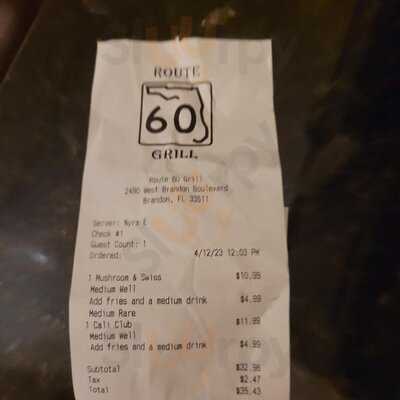 ROUTE
60
GRILL
Route 60 Grill
2480 West Brandon Boulevard
Brandon, FL 33511
Server: Nyra E
Check #1
Guest Count: 1
Ordered: 4/12/23 12:03 PM
1 Mushroom & Swiss $10.99
Medium Well
Add fries and a medium drink $4.99
Medium Rare
1 Cali Club $11.99
Medium Well
Add fries and a medium drink $4.99
Subtotal $32.96
Tax $2.47
Total $35.43